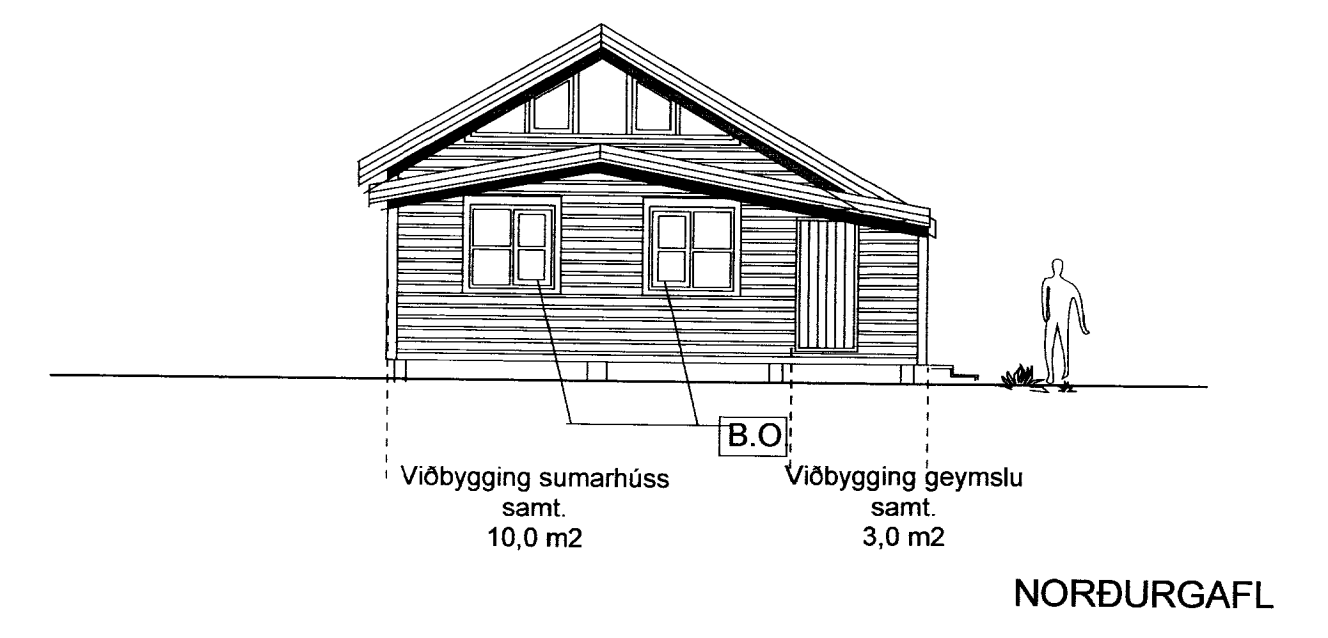 B.O
Viðbygging sumarhúss
samt.
10,0 m2
Viðbygging geymslu
samt.
3,0 m2
NORÐURGAFL